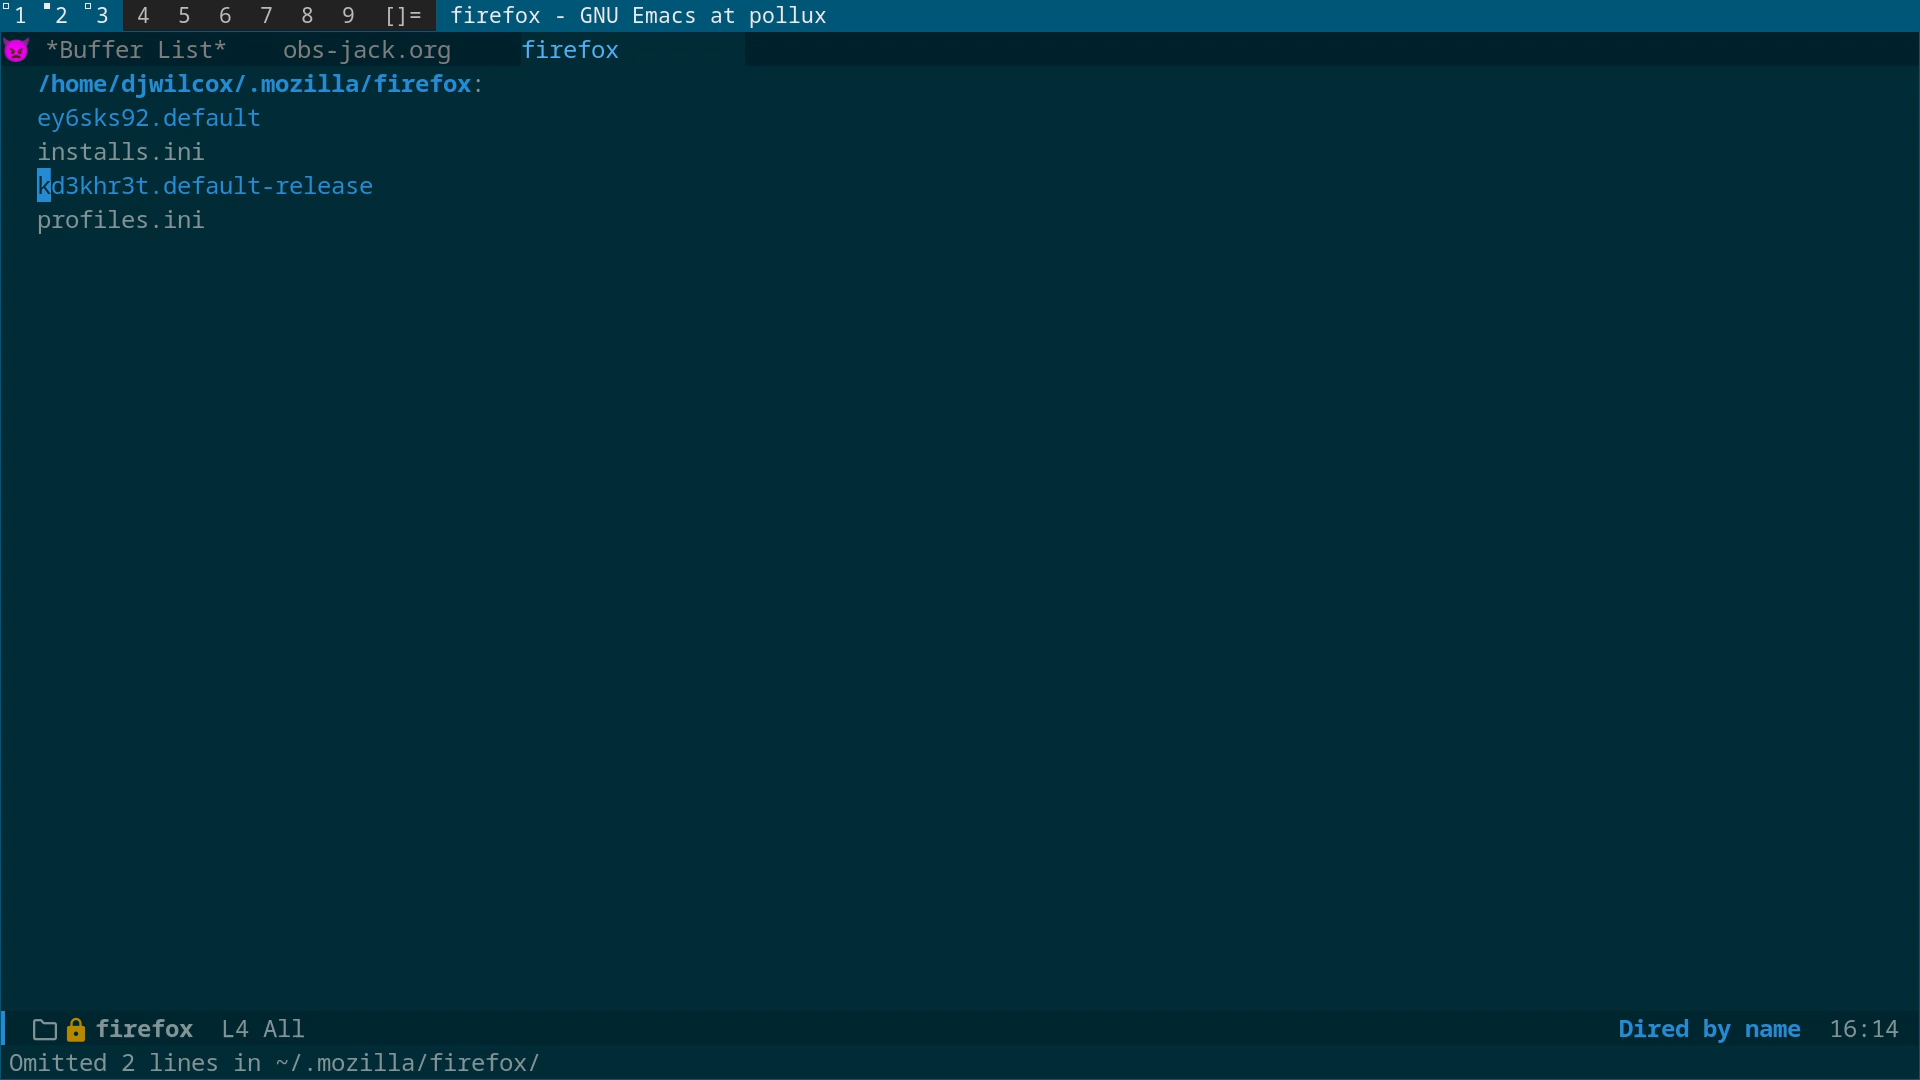 1 2 3 4 5 6 7 8 9 []= firefox - GNU Emacs at pollux
*Buffer List* obs-jack.org firefox
/home/djwilcox/.mozilla/firefox:
ey6sks92.default
installs.ini
kd3khr3t.default-release
profiles.ini
firefox L4 All Dired by name 16:14
Omitted 2 lines in ~/.mozilla/firefox/